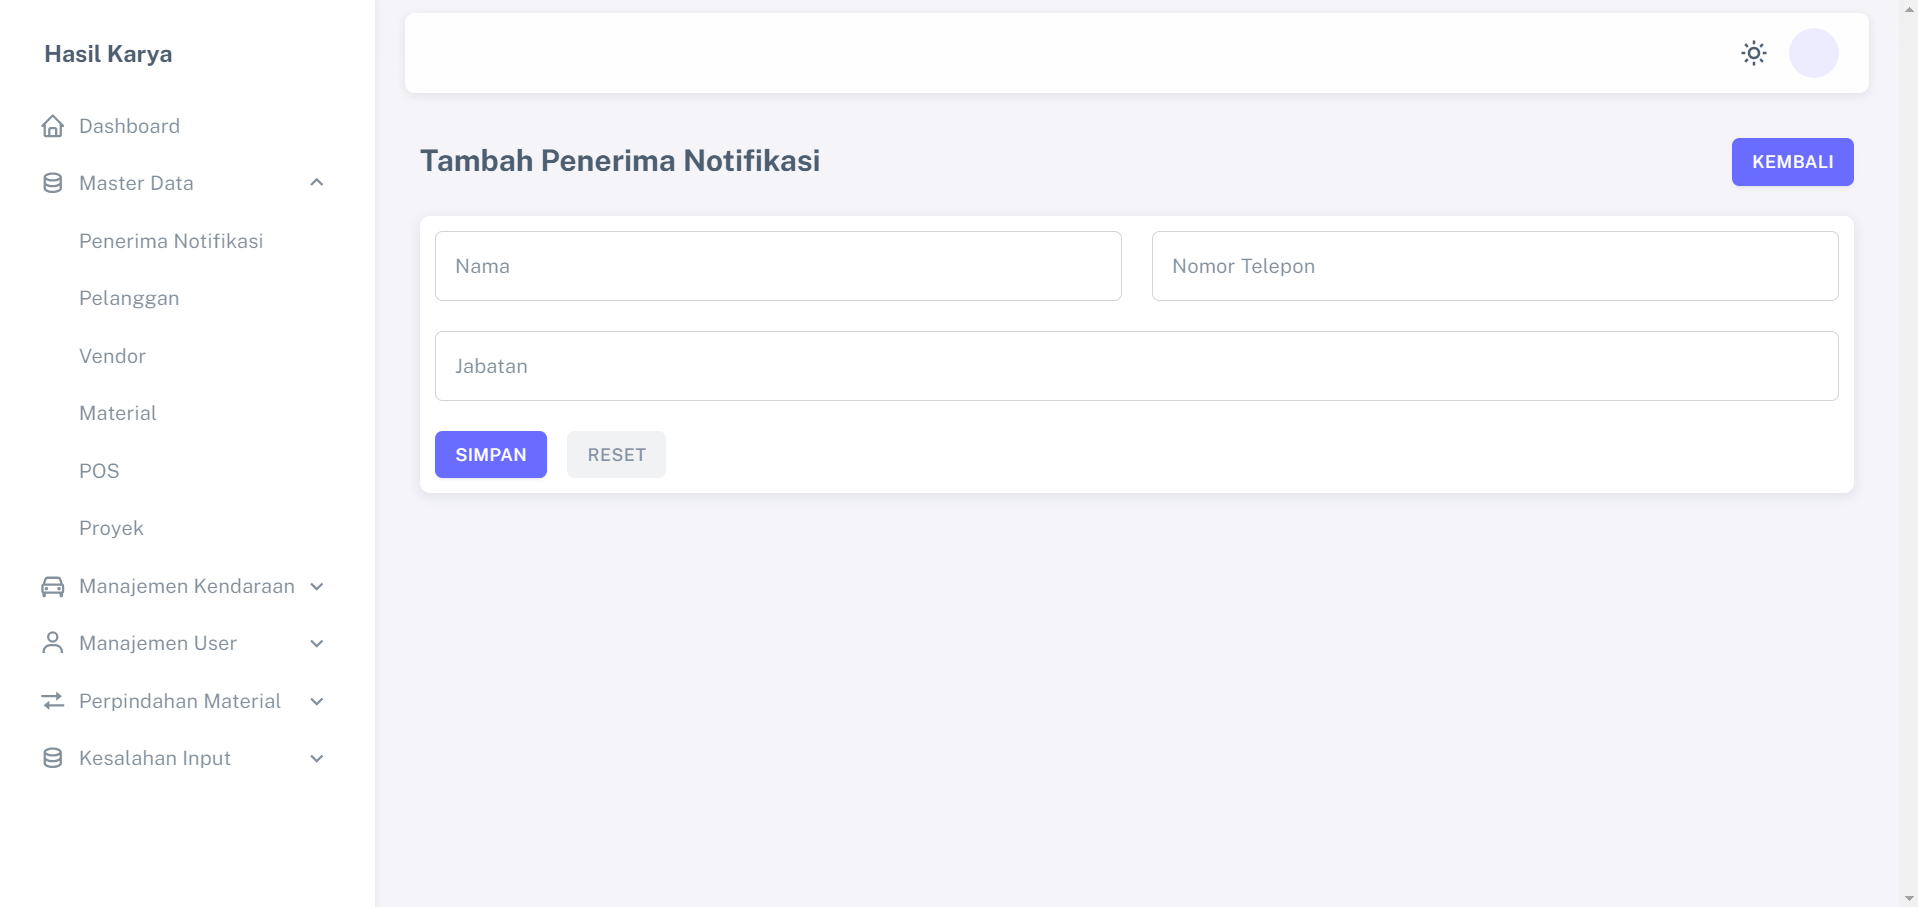 Hasil Karya
Dashboard
Master Data
Penerima Notifikasi
Pelanggan
Vendor
Material
POS
Proyek
Manajemen Kendaraan
Manajemen User
Perpindahan Material
Kesalahan Input
Tambah Penerima Notifikasi
KEMBALI
Nama
Nomor Telepon
Jabatan
SIMPAN
RESET